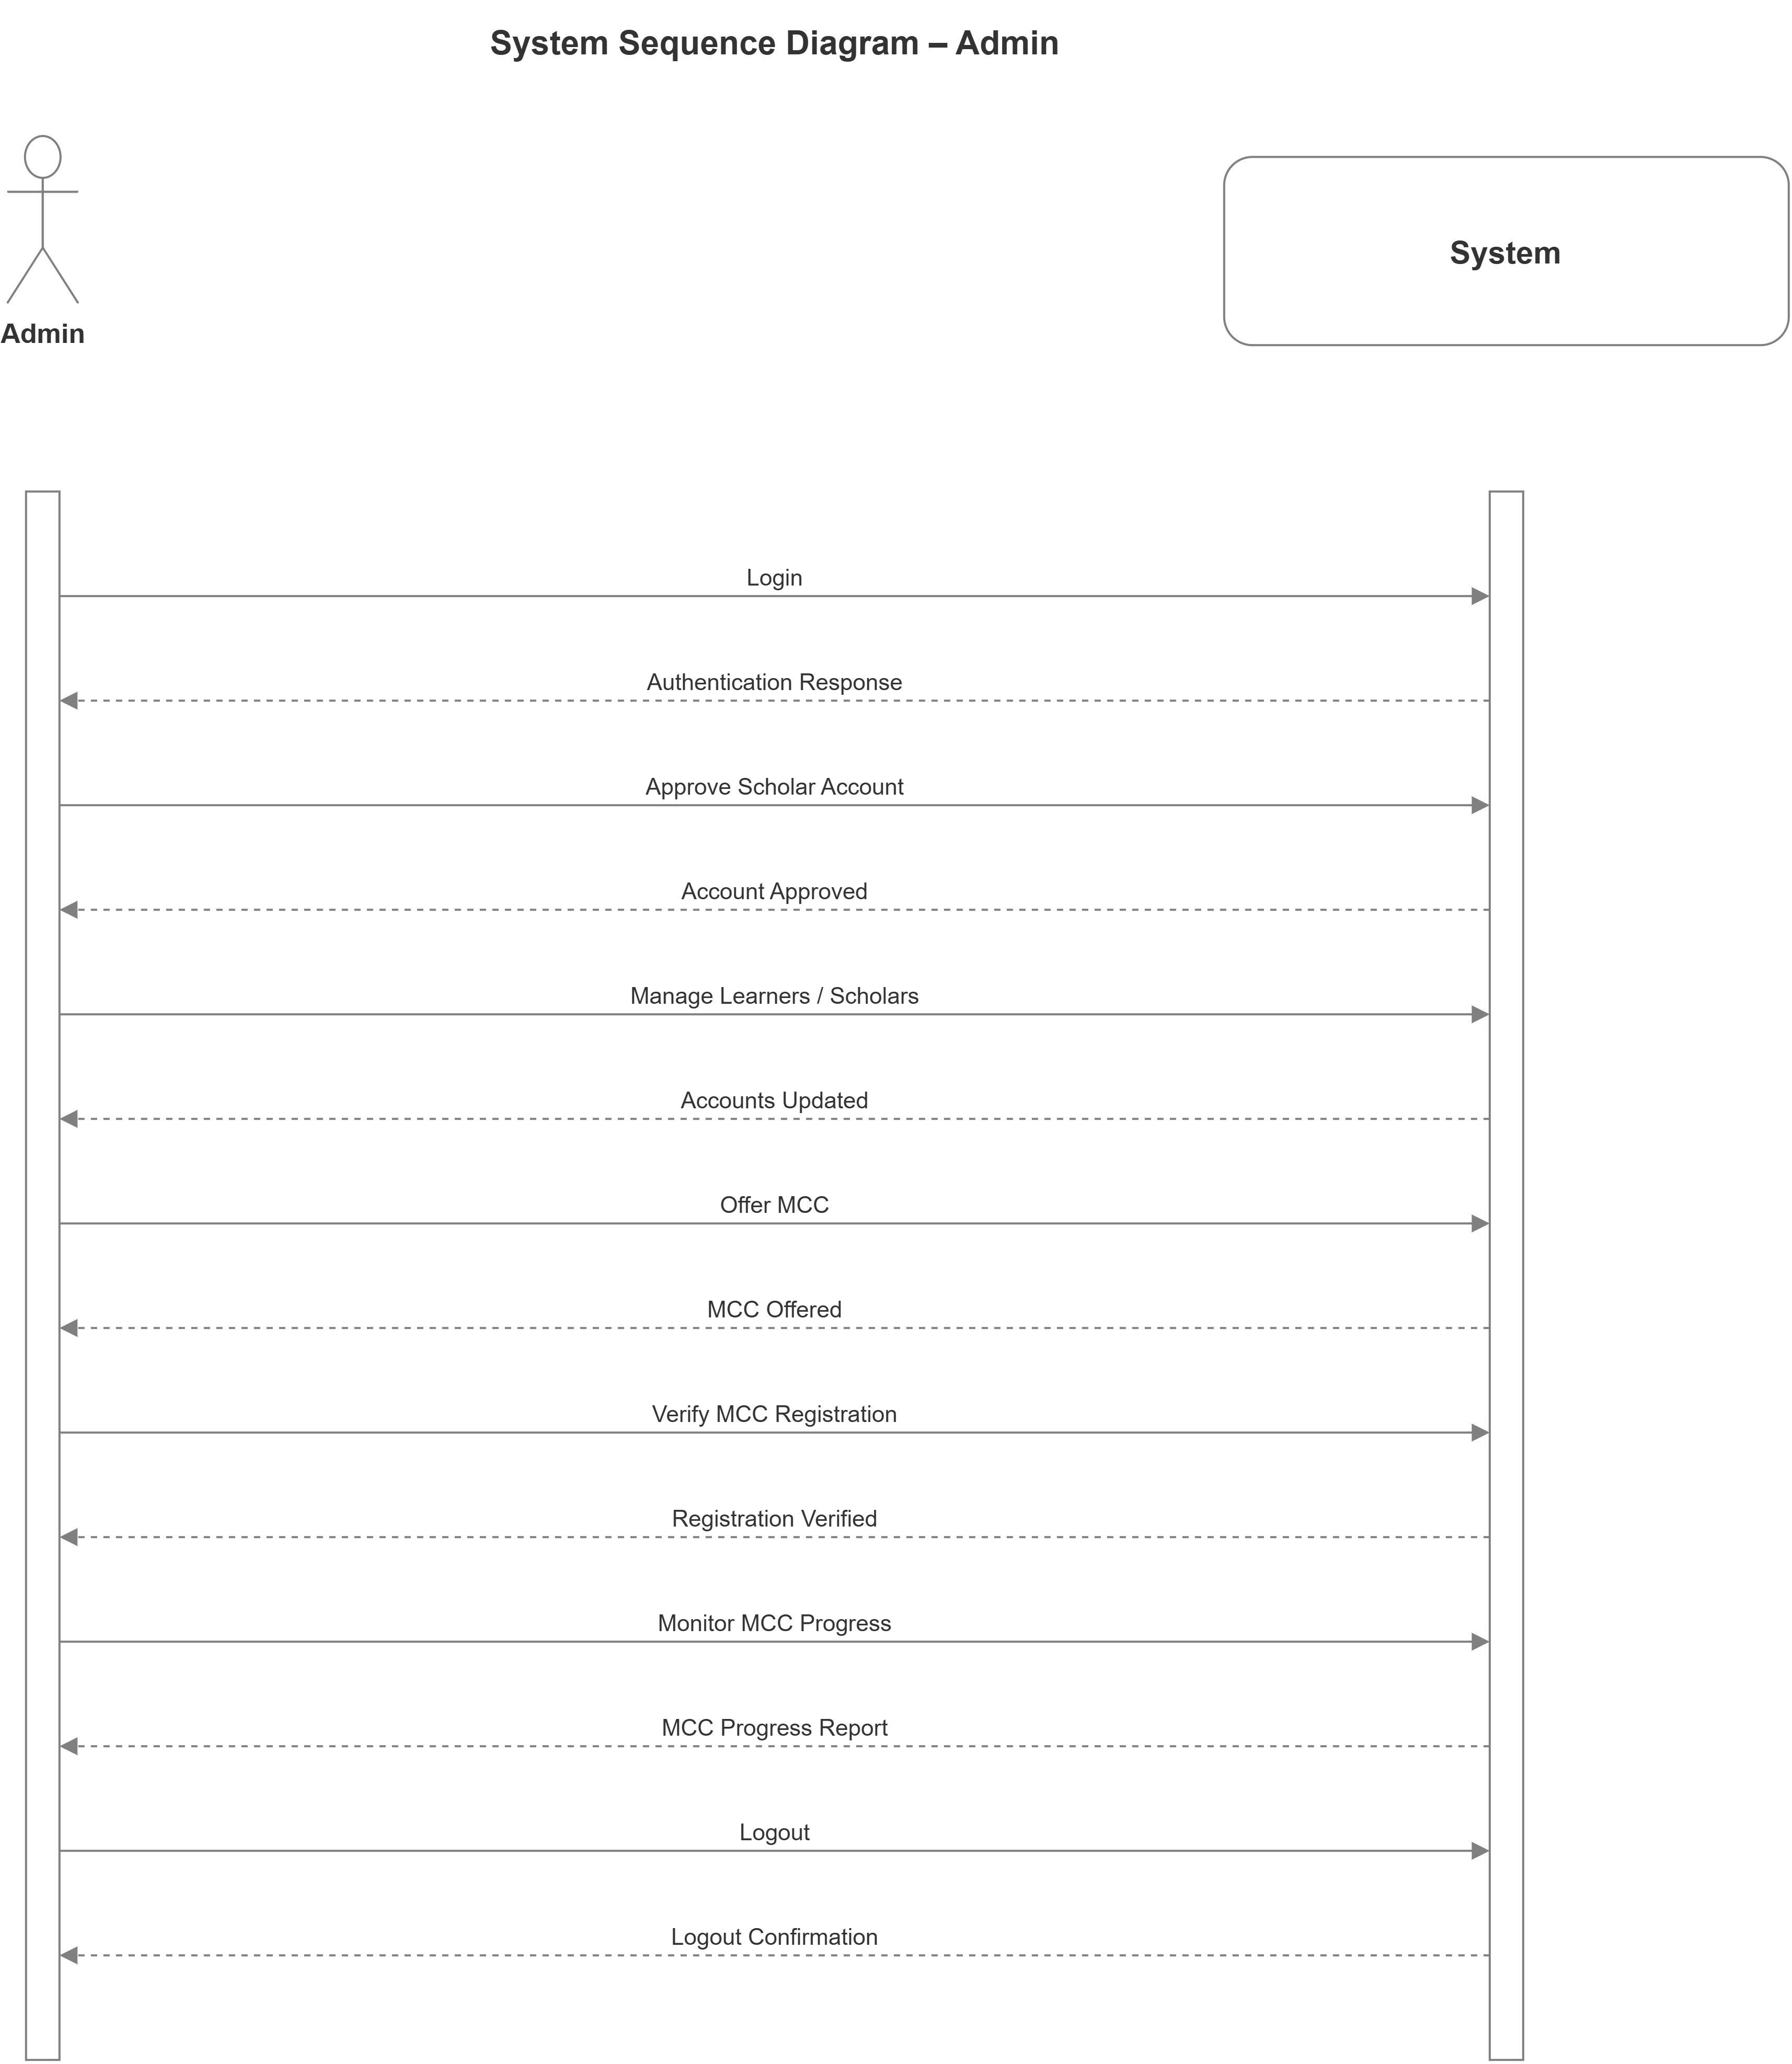 System Sequence Diagram – Admin
System
Admin
Login
Authentication Response
Approve Scholar Account
Account Approved
Manage Learners / Scholars
Accounts Updated
Offer MCC
MCC Offered
Verify MCC Registration
Registration Verified
Monitor MCC Progress
MCC Progress Report
Logout
Logout Confirmation